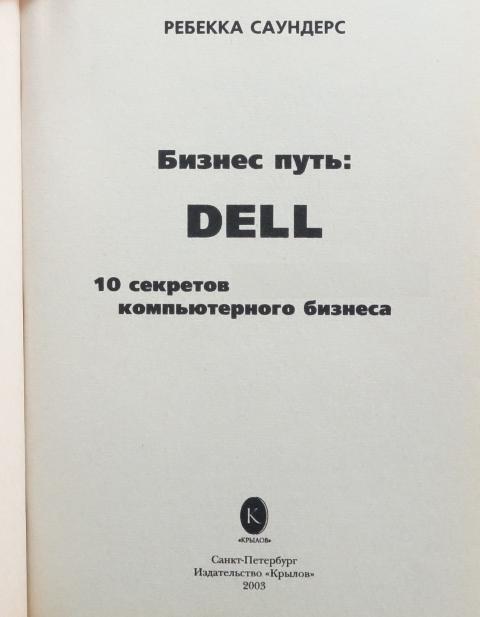 РЕБЕККА САУНДЕРС
Бизнес путь:
DELL
10 секретов
компьютерного бизнеса
К
«КРЫЛОВ»
Санкт-Петербург
Издательство «Крылов»
2003